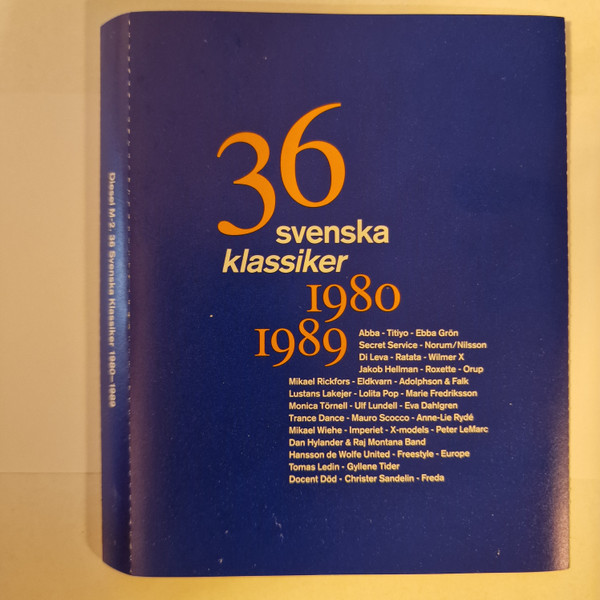 Diesel M-2. 36 Svenska Klassiker 1980-1989
36
svenska
klassiker
1980
1989
Abba - Titiyo - Ebba Grön
Secret Service - Norum/Nilsson
Di Leva - Ratata - Wilmer X
Jakob Hellman - Roxette - Orup
Mikael Rickfors - Eldkvarn - Adolphson & Falk
Lustans Lakejer - Lolita Pop - Marie Fredriksson
Monica Törnell - Ulf Lundell - Eva Dahlgren
Trance Dance - Mauro Scocco - Anne-Lie Rydé
Mikael Wiehe - Imperiet - X-models - Peter LeMarc
Dan Hylander & Raj Montana Band
Hansson de Wolfe United - Freestyle - Europe
Tomas Ledin - Gyllene Tider
Docent Död - Christer Sandelin - Freda